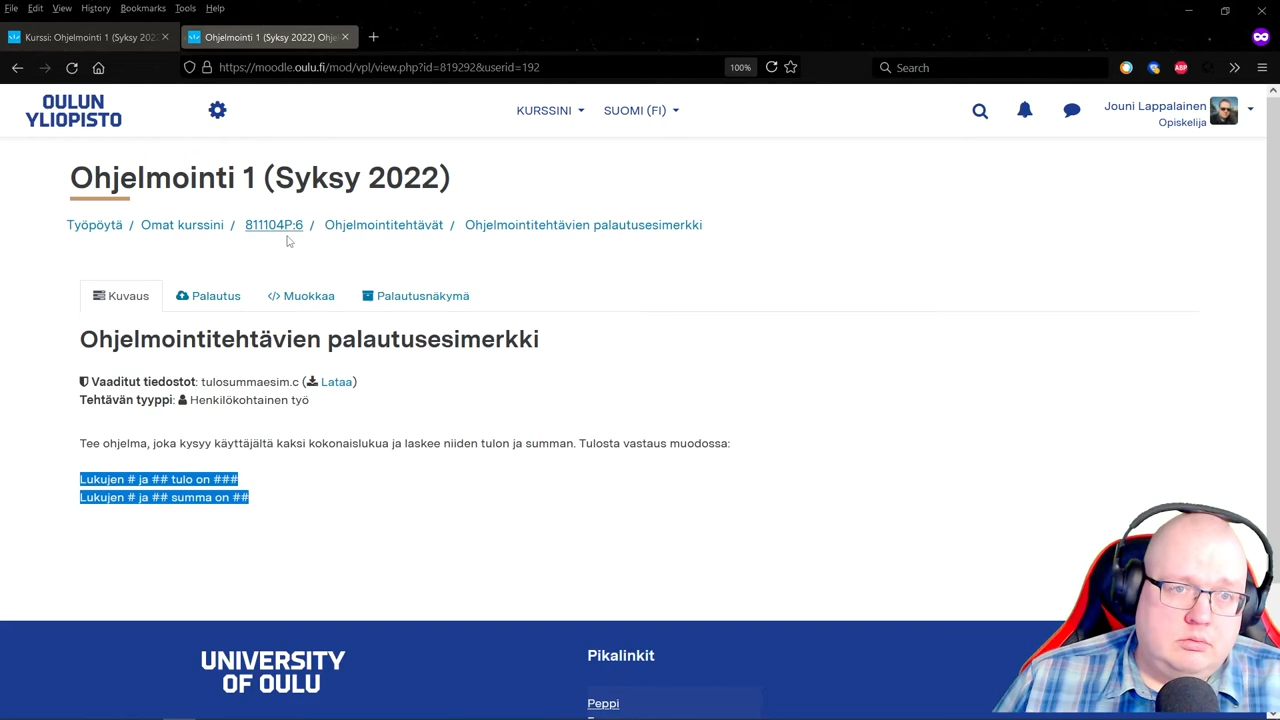 File Edit View History Bookmarks Tools Help
Kurssi: Ohjelmointi 1 (Syksy 202
Ohjelmointi 1 (Syksy 2022) Ohje
https://moodle.oulu.fi/mod/vpl/view.php?id=819292&userid=192
100%
Search
ABP
OULUN
YLIOPISTO
KURSSINI
SUOMI (FI)
Jouni Lappalainen
Opiskelija
Ohjelmointi 1 (Syksy 2022)
Työpöytä / Omat kurssini / 811104P:6 / Ohjelmointitehtävät / Ohjelmointitehtävien palautusesimerkki
Kuvaus Palautus </> Muokkaa Palautusnäkymä
Ohjelmointitehtävien palautusesimerkki
Vaaditut tiedostot: tulosummaesim.c (Lataa)
Tehtävän tyyppi: Henkilökohtainen työ
Tee ohjelma, joka kysyy käyttäjältä kaksi kokonaislukua ja laskee niiden tulon ja summan. Tulosta vastaus muodossa:
Lukujen # ja ## tulo on ###
Lukujen # ja ## summa on ##
UNIVERSITY
OF OULU
Pikalinkit
Peppi